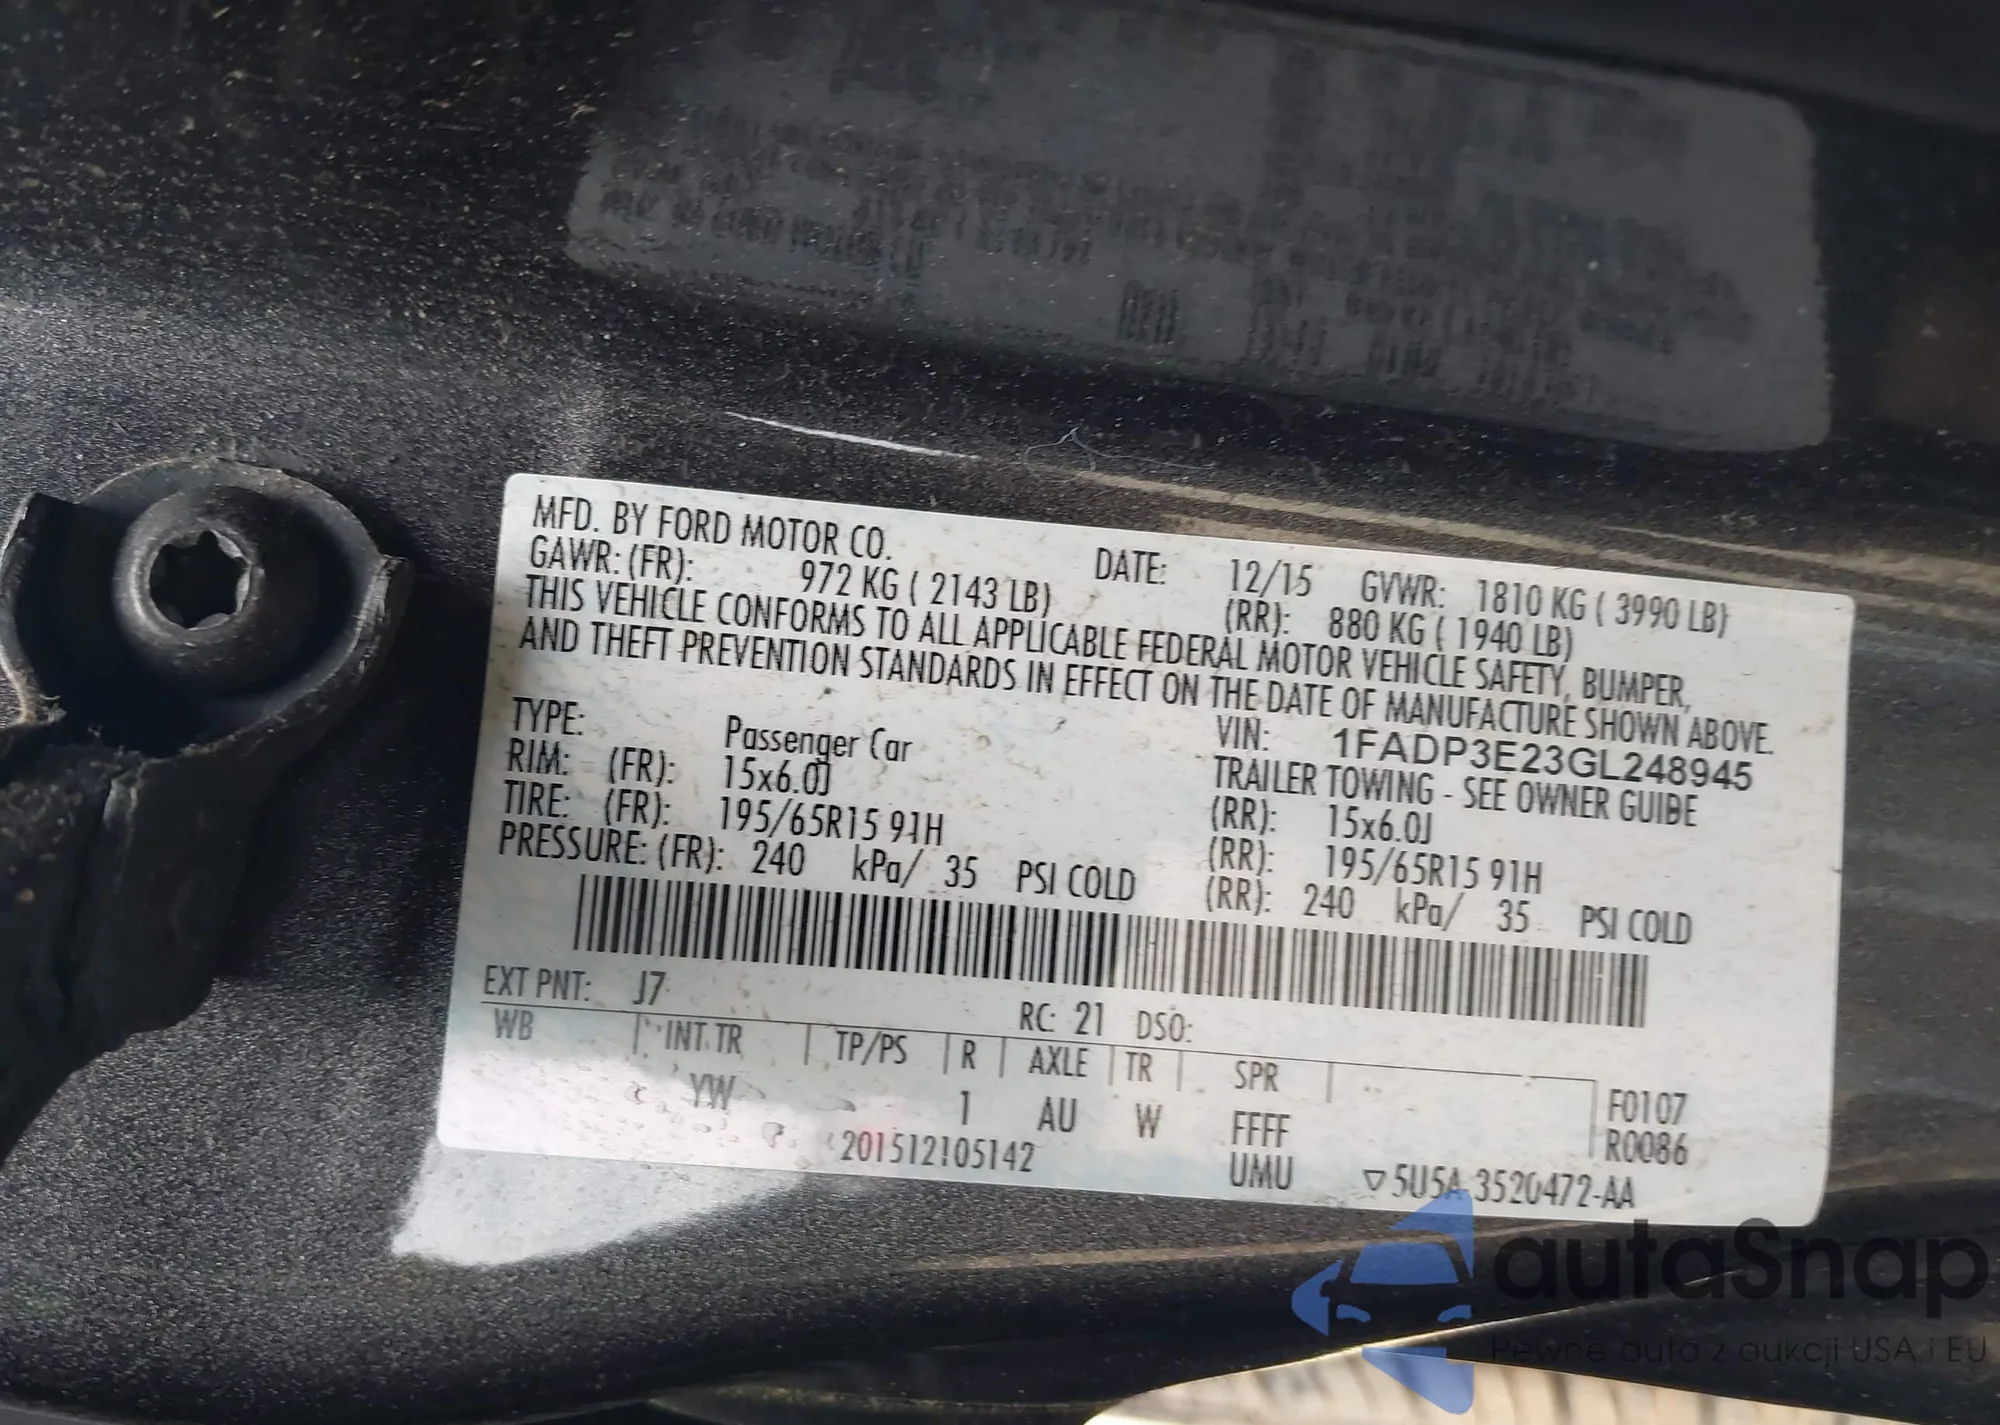 MFD. BY FORD MOTOR CO. DATE: 12/15 GVWR: 1810 KG ( 3990 LB)
GAWR: (FR): 972 KG ( 2143 LB) (RR): 880 KG ( 1940 LB)
THIS VEHICLE CONFORMS TO ALL APPLICABLE FEDERAL MOTOR VEHICLE SAFETY, BUMPER,
AND THEFT PREVENTION STANDARDS IN EFFECT ON THE DATE OF MANUFACTURE SHOWN ABOVE.
VIN: 1FADP3E23GL248945
TYPE: Passenger Car TRAILER TOWING - SEE OWNER GUIDE
RIM: (FR): 15x6.0J (RR): 15x6.0J
TIRE: (FR): 195/65R15 91H (RR): 195/65R15 91H
PRESSURE: (FR): 240 kPa/ 35 PSI COLD (RR): 240 kPa/ 35 PSI COLD
EXT PNT: J7 RC: 21 DSO:
WB INT TR TP/PS R AXLE TR SPR
YW 1 AU W FFFF F0107
R0086
201512105142 UMU ▽5U5A 3520472-AA
autaSnap
Pewne auta z aukcji USA i EU